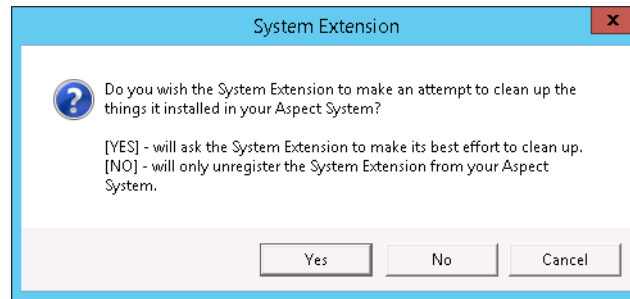 System Extension
x
Do you wish the System Extension to make an attempt to clean up the
things it installed in your Aspect System?
[YES] - will ask the System Extension to make its best effort to clean up.
[NO] - will only unregister the System Extension from your Aspect
System.
Yes
No
Cancel